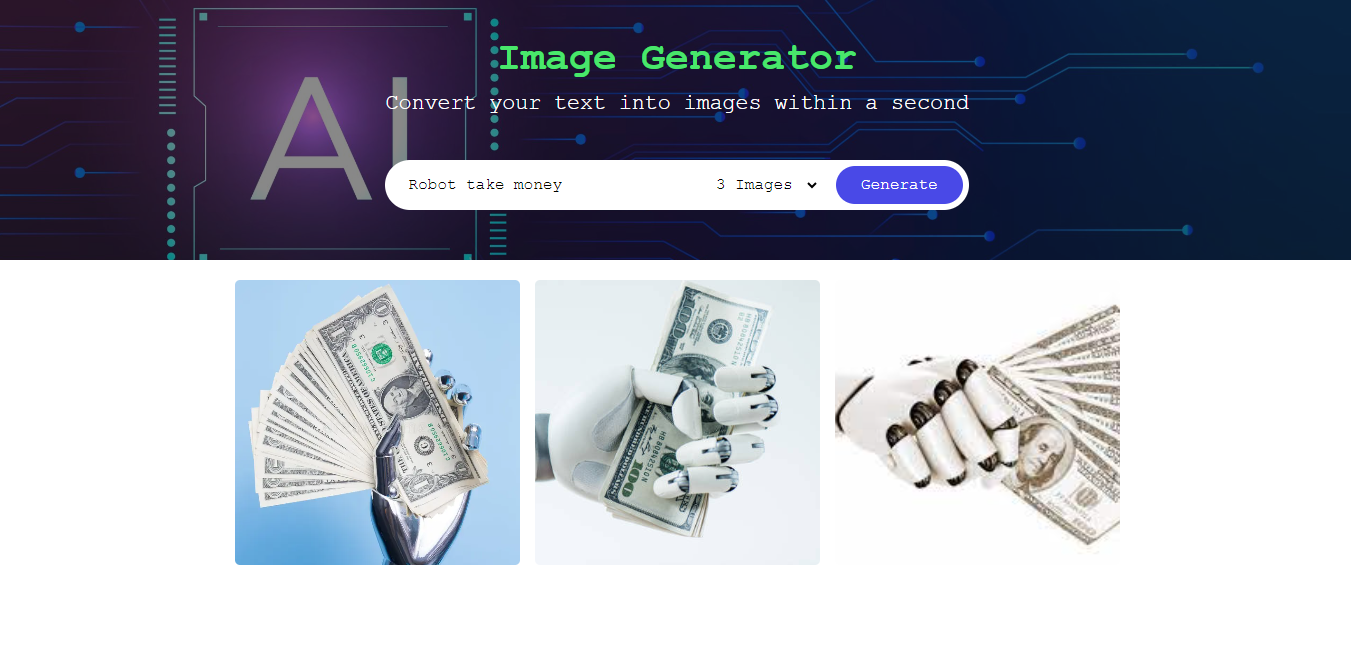 AI
Image Generator
Convert your text into images within a second
Robot take money
3 Images
Generate